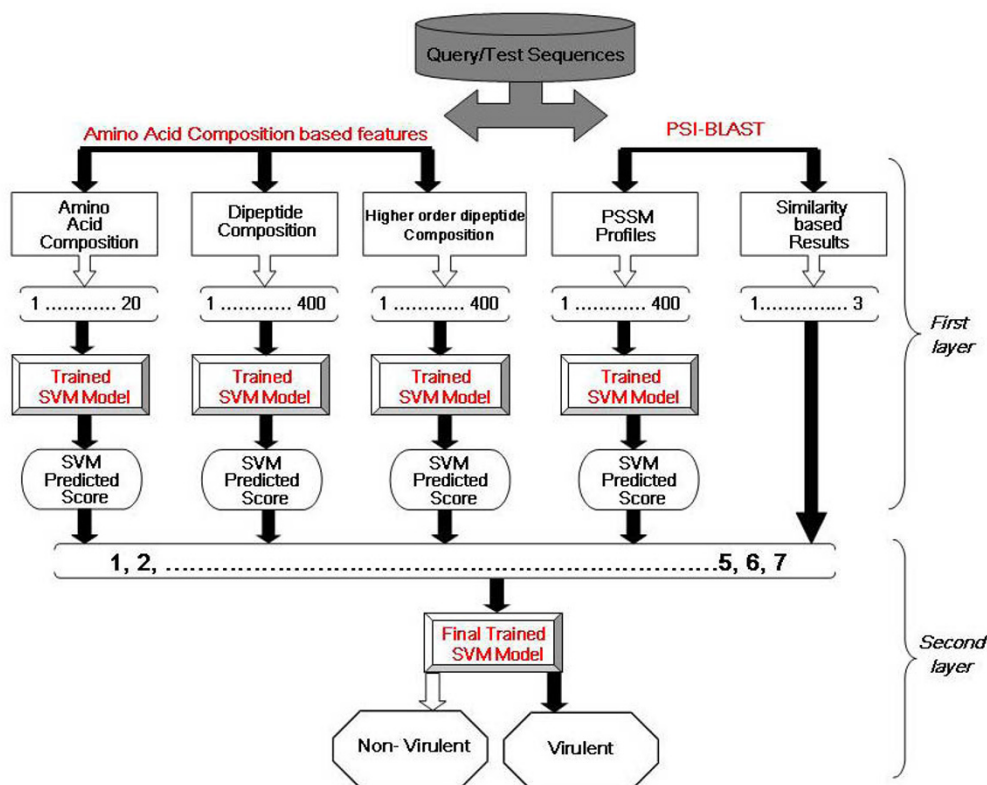 Query/Test Sequences
Amino Acid Composition based features
PSI-BLAST
Amino
Acid
Composition
Dipeptide
Composition
Higher order dipeptide
Composition
PSSM
Profiles
Similarity
based
Results
1 ............ 20
1 .............. 400
1 ............ 400
1 ............ 400
1.............. 3
First
layer
Trained
SVM Model
Trained
SVM Model
Trained
SVM Model
Trained
SVM Model
SVM
Predicted
Score
SVM
Predicted
Score
SVM
Predicted
Score
SVM
Predicted
Score
1, 2, ..................................................................5, 6, 7
Final Trained
SVM Model
Second
layer
Non- Virulent
Virulent